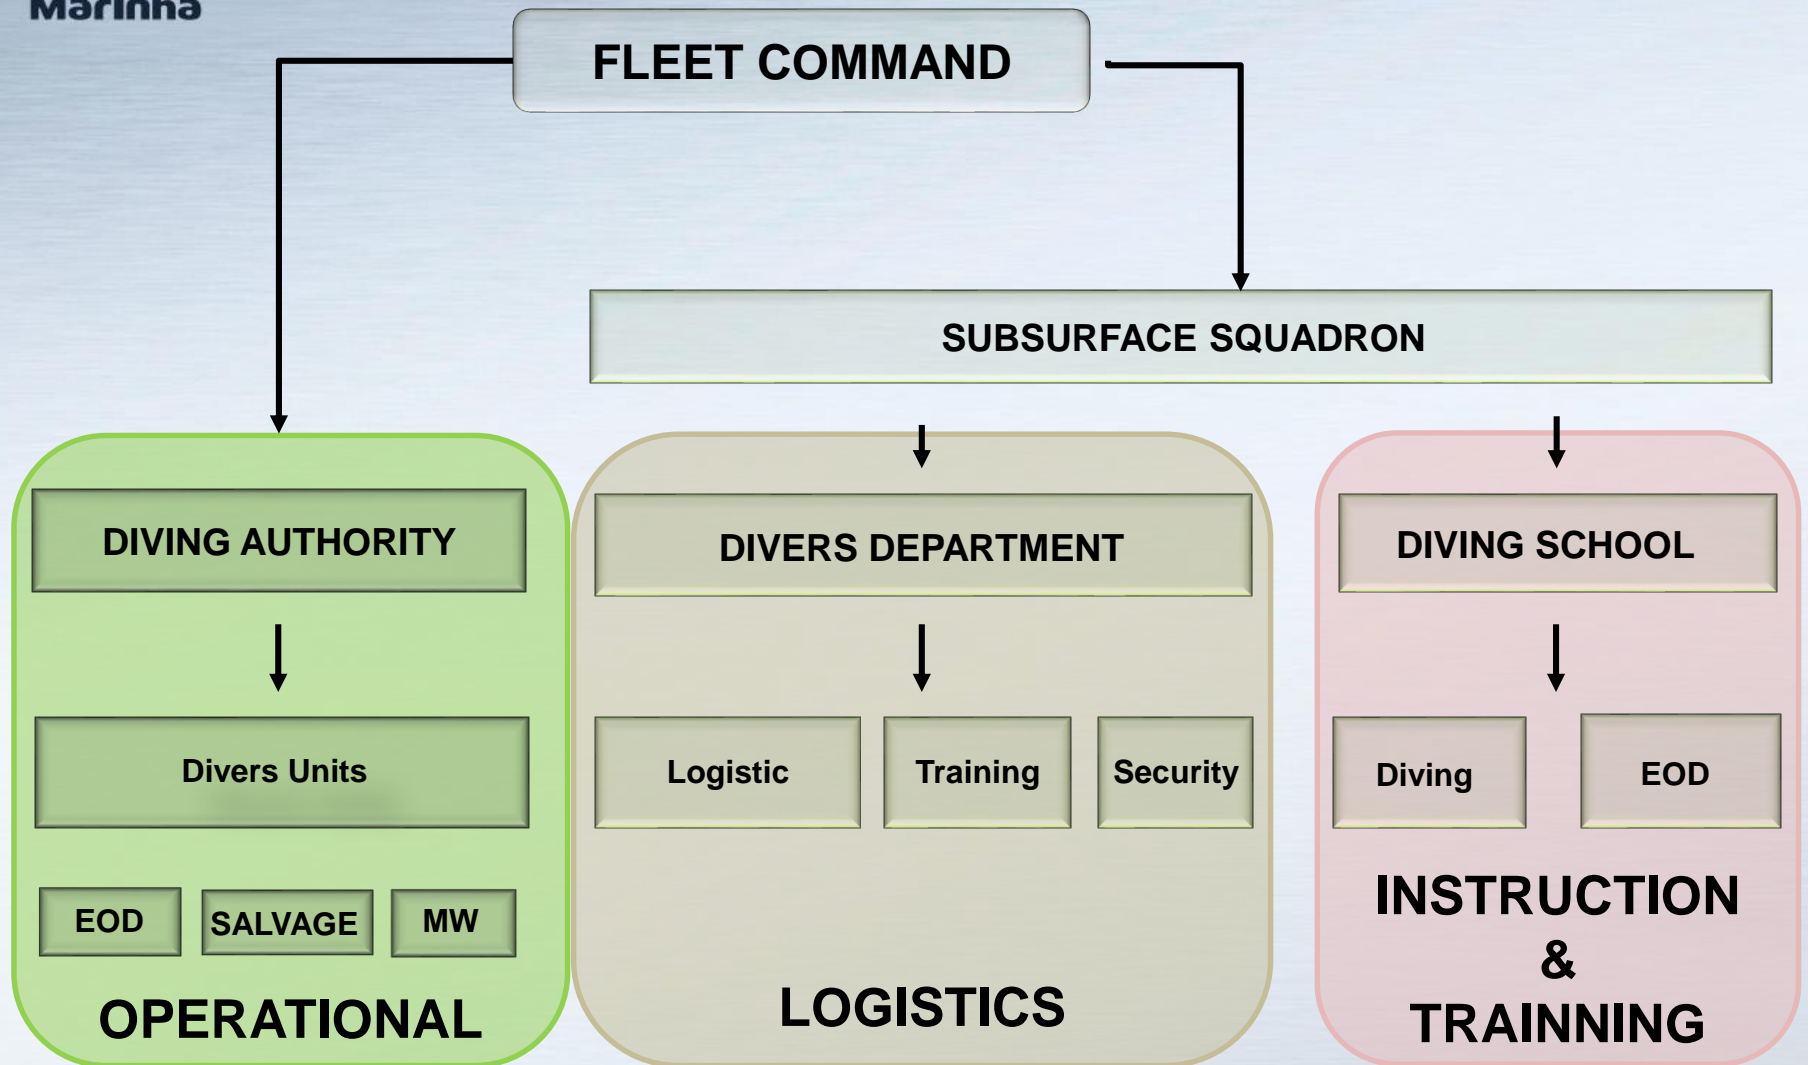 Marinha
FLEET COMMAND
SUBSURFACE SQUADRON
DIVING AUTHORITY
DIVERS DEPARTMENT
DIVING SCHOOL
Divers Units
Logistic
Training
Security
Diving
EOD
EOD
SALVAGE
MW
OPERATIONAL
LOGISTICS
INSTRUCTION
&
TRAINNING